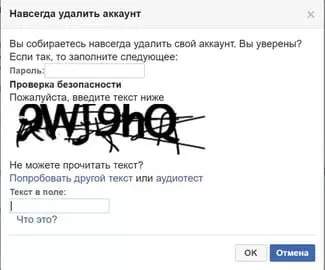 Навсегда удалить аккаунт
Вы собираетесь навсегда удалить свой аккаунт. Вы уверены?
Если так, то заполните следующее:
Пароль:
Проверка безопасности
Пожалуйста, введите текст ниже
Не можете прочитать текст?
Попробовать другой текст или аудиотест
Текст в поле:
Что это?
OK Отмена